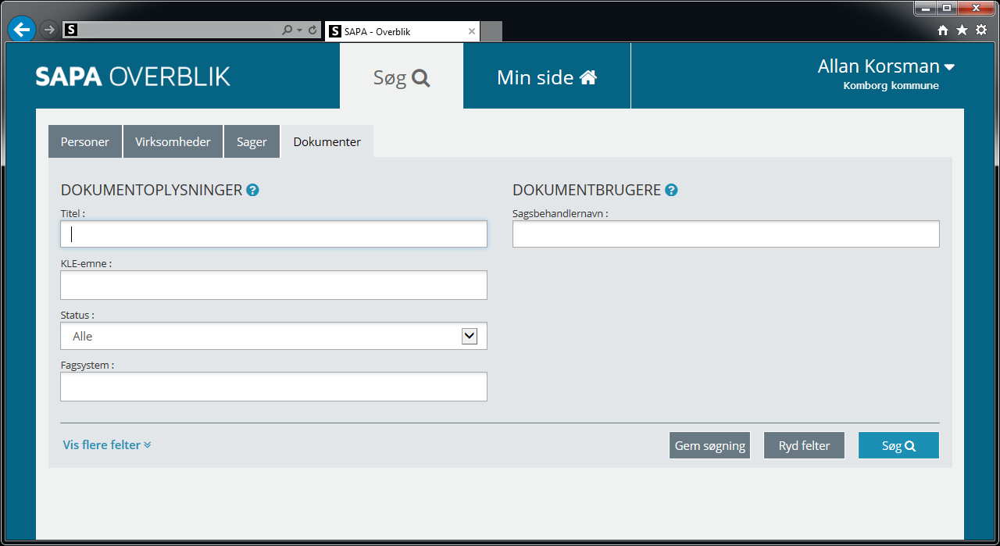 S
S SAPA - Overblik
SAPA OVERBLIK
Søg
Min side
Allan Korsman
Komborg kommune
Personer
Virksomheder
Sager
Dokumenter
DOKUMENTOPLYSNINGER ?
Titel :
KLE-emne :
Status :
Alle
Fagsystem :
DOKUMENTBRUGERE ?
Sagsbehandlernavn :
Vis flere felter
Gem søgning
Ryd felter
Søg